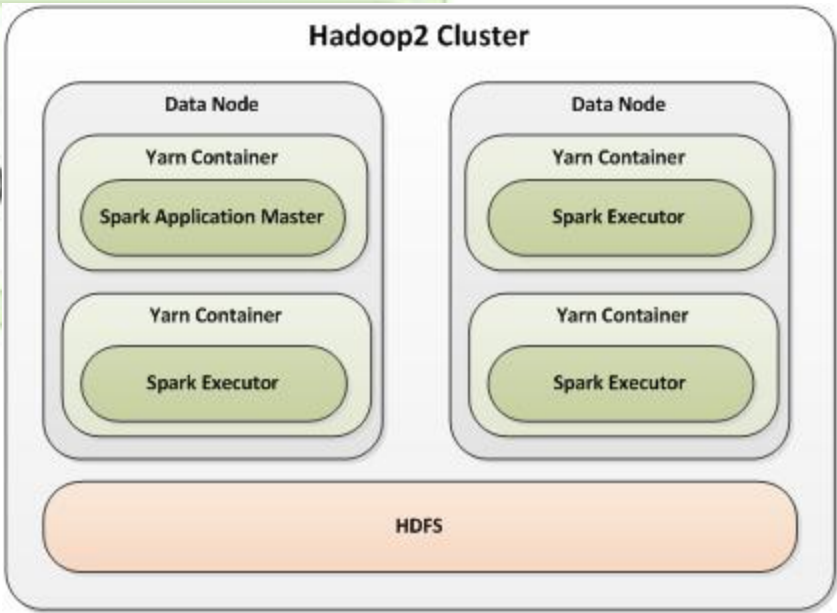 Hadoop2 Cluster
Data Node
Yarn Container
Spark Application Master
Yarn Container
Spark Executor
Data Node
Yarn Container
Spark Executor
Yarn Container
Spark Executor
HDFS